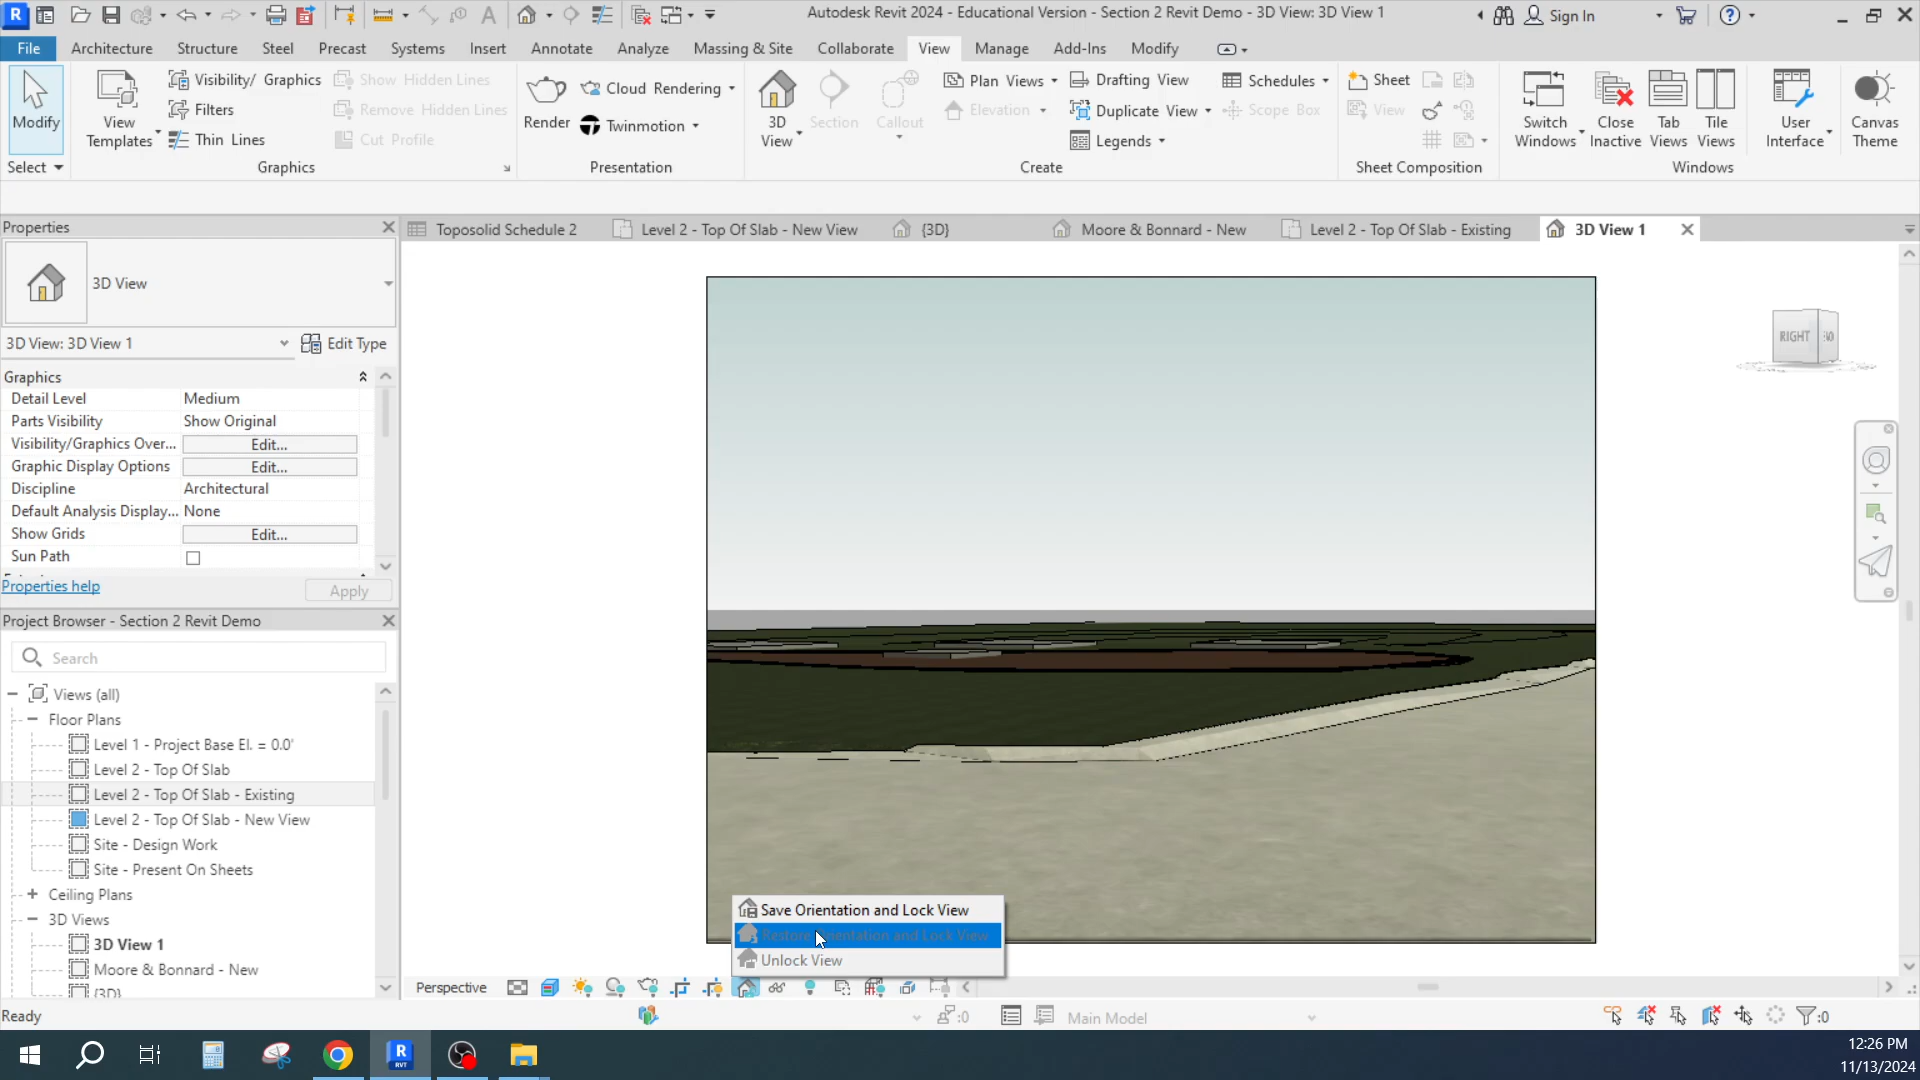 Autodesk Revit 2024 - Educational Version - Section 2 Revit Demo - 3D View: 3D View 1
Sign In
File Architecture Structure Steel Precast Systems Insert Annotate Analyze Massing & Site Collaborate View Manage Add-Ins Modify
Modify
View Templates
Visibility/ Graphics
Filters
Thin Lines
Show Hidden Lines
Remove Hidden Lines
Cut Profile
Render
Cloud Rendering
Twinmotion
3D View
Section
Callout
Plan Views
Elevation
Drafting View
Duplicate View
Legends
Schedules
Scope Box
Sheet
View
Switch Windows
Close Inactive
Tab Views
Tile Views
User Interface
Canvas Theme
Select Graphics Presentation Create Sheet Composition Windows
Properties
Toposolid Schedule 2
Level 2 - Top Of Slab - New View
{3D}
Moore & Bonnard - New
Level 2 - Top Of Slab - Existing
3D View 1
3D View
3D View: 3D View 1
Edit Type
Graphics
Detail Level Medium
Parts Visibility Show Original
Visibility/Graphics Over... Edit...
Graphic Display Options Edit...
Discipline Architectural
Default Analysis Display... None
Show Grids Edit...
Sun Path
Properties help
Apply
RIGHT
Project Browser - Section 2 Revit Demo
Search
Views (all)
Floor Plans
Level 1 - Project Base El. = 0.0'
Level 2 - Top Of Slab
Level 2 - Top Of Slab - Existing
Level 2 - Top Of Slab - New View
Site - Design Work
Site - Present On Sheets
Ceiling Plans
3D Views
3D View 1
Moore & Bonnard - New
{3D}
Save Orientation and Lock View
Restore Orientation and Lock View
Unlock View
Perspective
Ready
:0
Main Model
:0
12:26 PM
11/13/2024